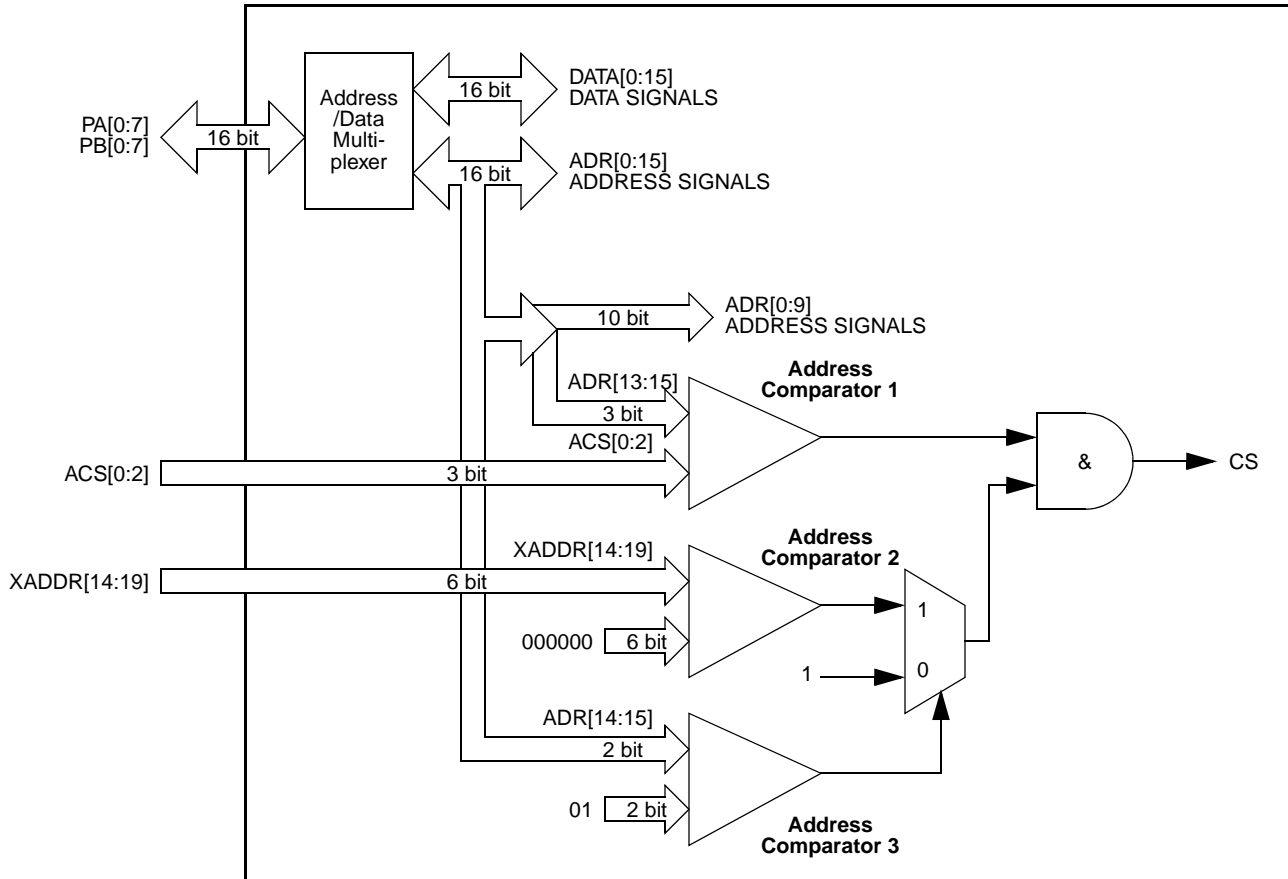 Address
/Data
Multi-
plexer
16 bit
DATA[0:15]
DATA SIGNALS
PA[0:7]
PB[0:7]
16 bit
16 bit
ADR[0:15]
ADDRESS SIGNALS
10 bit
ADR[0:9]
ADDRESS SIGNALS
ADR[13:15]
3 bit
Address
Comparator 1
ACS[0:2]
ACS[0:2]
3 bit
&
CS
XADDR[14:19]
XADDR[14:19]
6 bit
Address
Comparator 2
000000
6 bit
1
1
0
ADR[14:15]
2 bit
01
2 bit
Address
Comparator 3